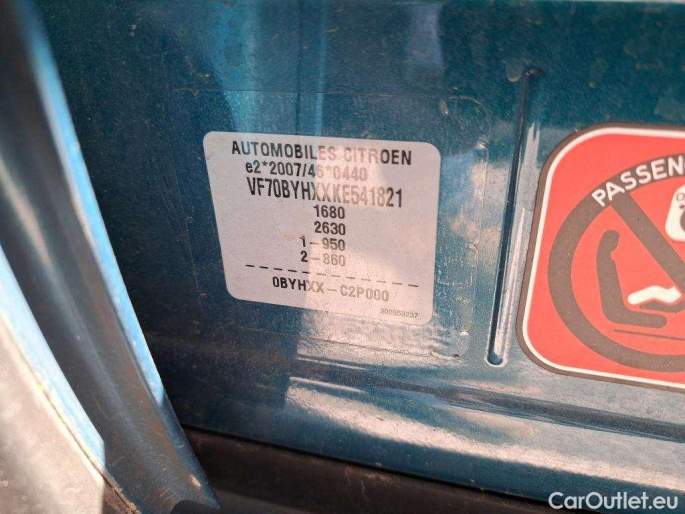 AUTOMOBILES CITROEN
e2*2007/46*0440
VF70BYHXXKE541821
1680
2630
1-950
2-860
0BYHXX-C2P000
PASSEN
CarOutlet.eu